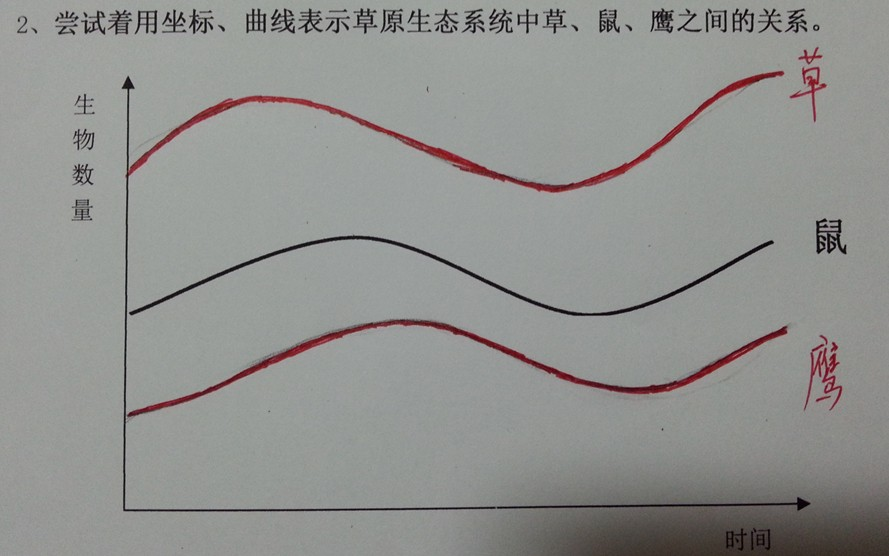 2、尝试着用坐标、曲线表示草原生态系统中草、鼠、鹰之间的关系。
生物数量
草
鼠
鹰
时间